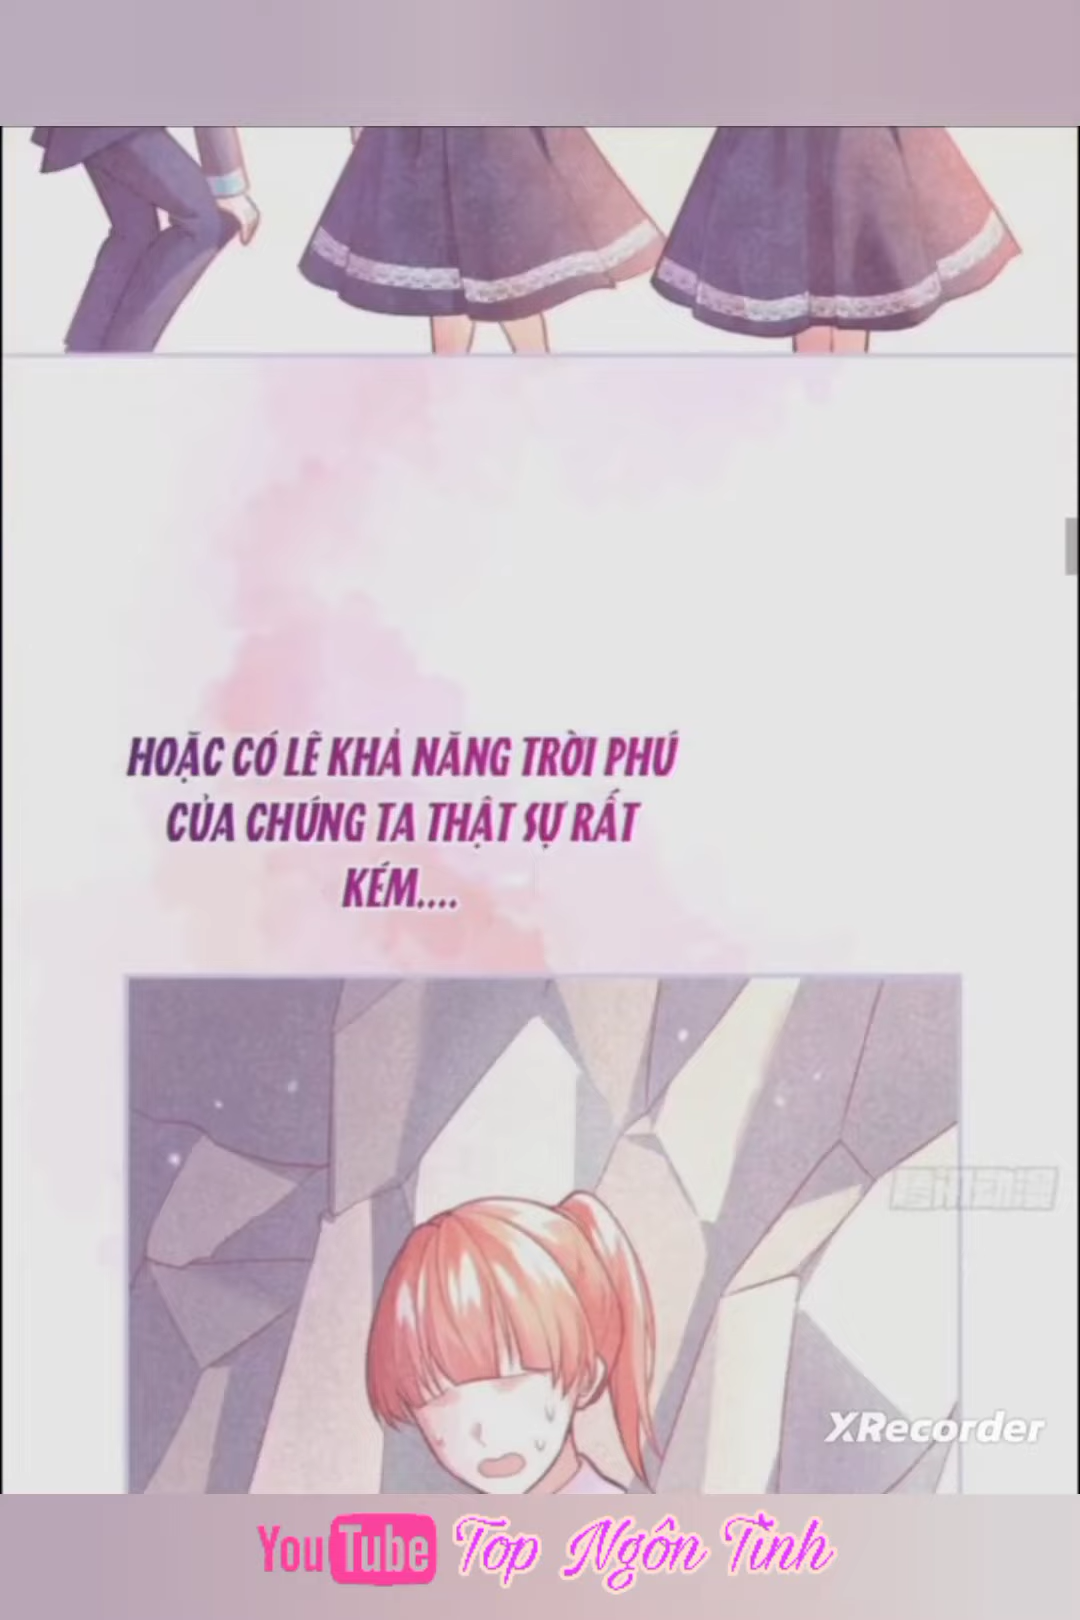 HOẶC CÓ LẼ KHẢ NĂNG TRỜI PHÚ
CỦA CHÚNG TA THẬT SỰ RẤT
KÉM....
XRecorder
YouTube Top Ngôn Tình